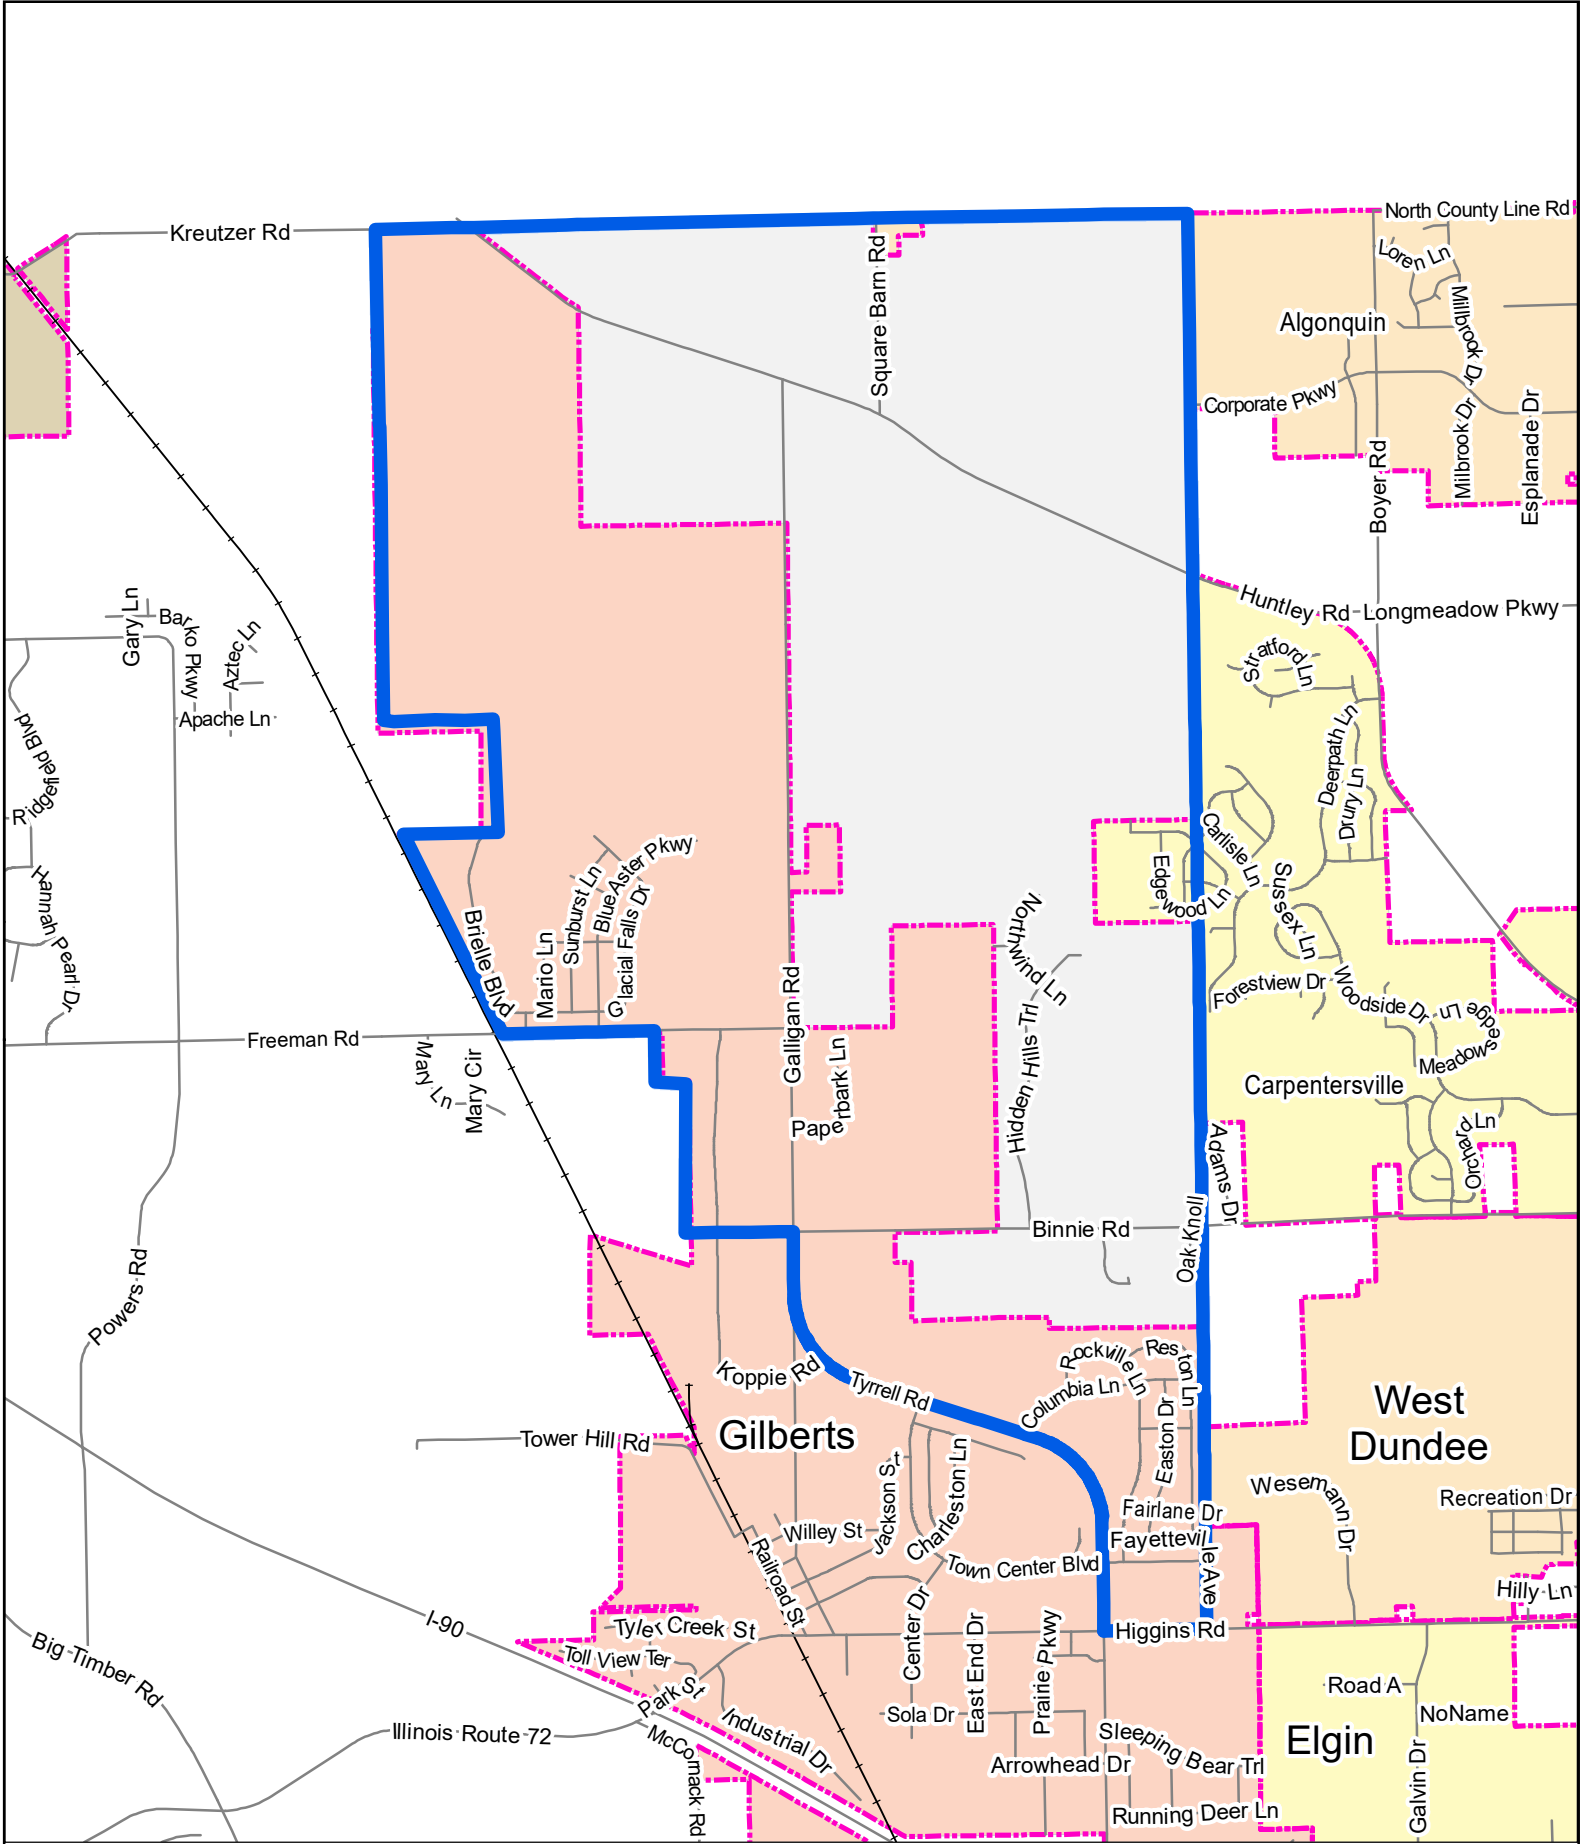 North County Line Rd
Kreutzer Rd
Loren Ln
Square Barn Rd
Algonquin
Millbrook Dr
Corporate Pkwy
Milbrook Dr
Esplanade Dr
Boyer Rd
Huntley Rd
Longmeadow Pkwy
Gary Ln
Barko Pkwy
Aztec Ln
Apache Ln
Stratford Ln
Deerpath Ln
Drury Ln
Ridgefield Blvd
Carlisle Ln
Edgewood Ln
Sussex Ln
Hannah Pearl Dr
Brielle Blvd
Mario Ln
Sunburst Ln
Blue Aster Pkwy
Glacial Falls Dr
Northwind Ln
Galligan Rd
Forestview Dr
Woodside Dr
Meadowsedge Ln
Freeman Rd
Mary Ln
Mary Cir
Paperbark Ln
Hidden Hills Trl
Carpentersville
Orchard Ln
Adams Dr
Oak Knoll
Binnie Rd
Powers Rd
Koppie Rd
Tyrrell Rd
Rockville Ln
Reston Ln
Columbia Ln
Easton Dr
West
Dundee
Tower Hill Rd
Gilberts
Jackson St
Charleston Ln
Wesemann Dr
Recreation Dr
Fairlane Dr
Fayetteville Ave
Willey St
Railroad St
Town Center Blvd
Hilly Ln
I-90
Tyler Creek St
Center Dr
East End Dr
Prairie Pkwy
Higgins Rd
Big Timber Rd
Toll View Ter
Park St
Illinois Route 72
McCornack Rd
Industrial Dr
Sola Dr
Arrowhead Dr
Sleeping Bear Trl
Running Deer Ln
Elgin
Road A
NoName
Galvin Dr